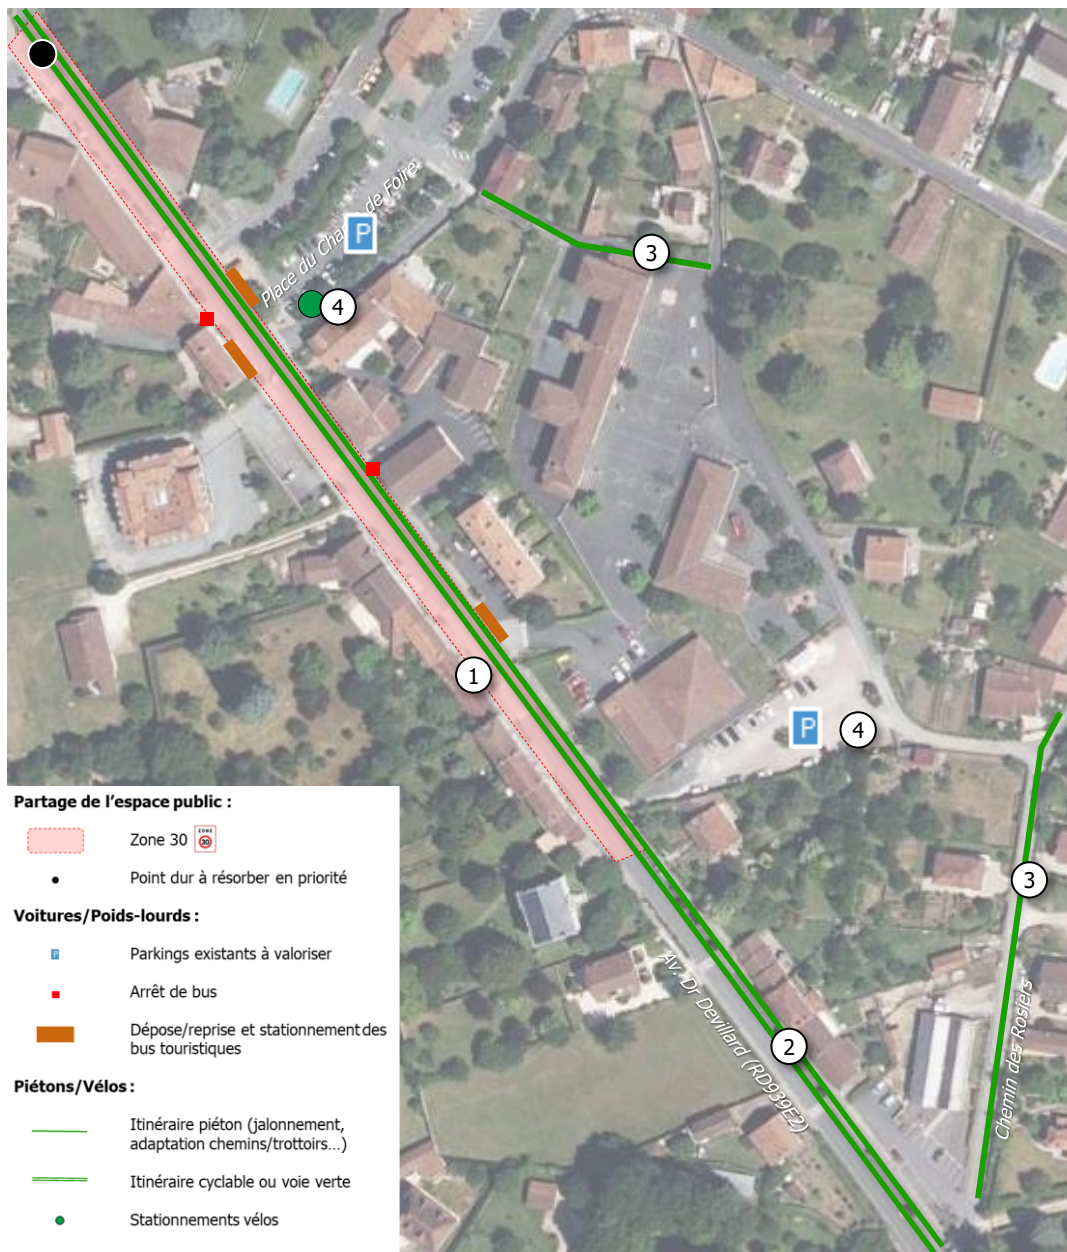 Place du Champ de Foire
P
3
4
1
P
4
3
Av. Dr Devillard (RD939E2)
2
Chemin des Rosiers
Partage de l'espace public :
Zone 30 ZONE 30
Point dur à résorber en priorité
Voitures/Poids-lourds :
P Parkings existants à valoriser
Arrêt de bus
Dépose/reprise et stationnement des
bus touristiques
Piétons/Vélos :
Itinéraire piéton (jalonnement,
adaptation chemins/trottoirs...)
Itinéraire cyclable ou voie verte
Stationnements vélos